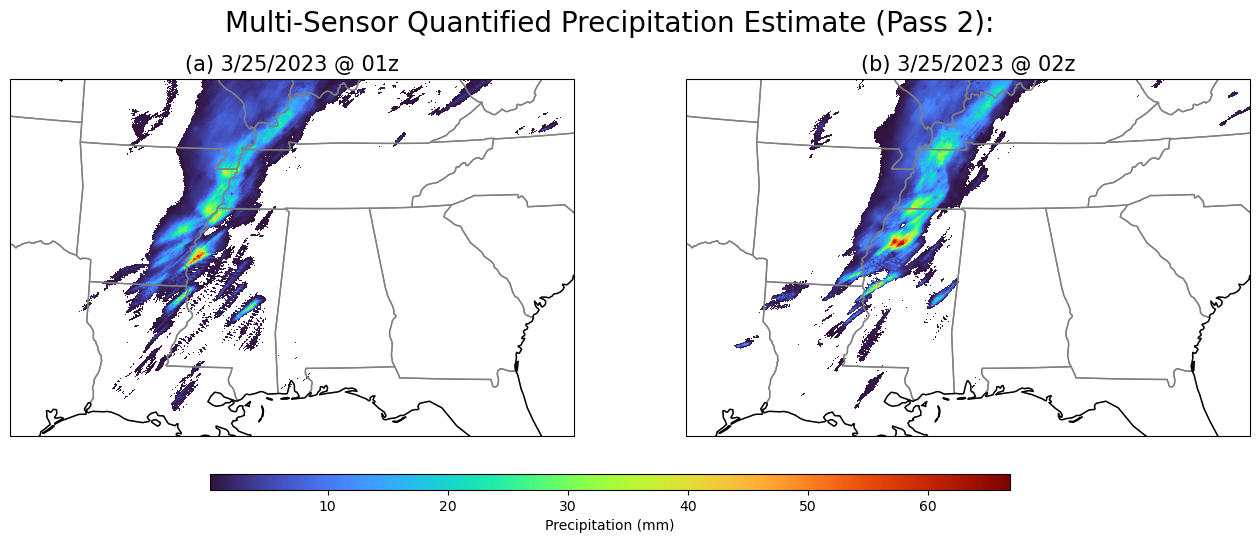 Multi-Sensor Quantified Precipitation Estimate (Pass 2):
(a) 3/25/2023 @ 01z
(b) 3/25/2023 @ 02z
10 20 30 40 50 60
Precipitation (mm)